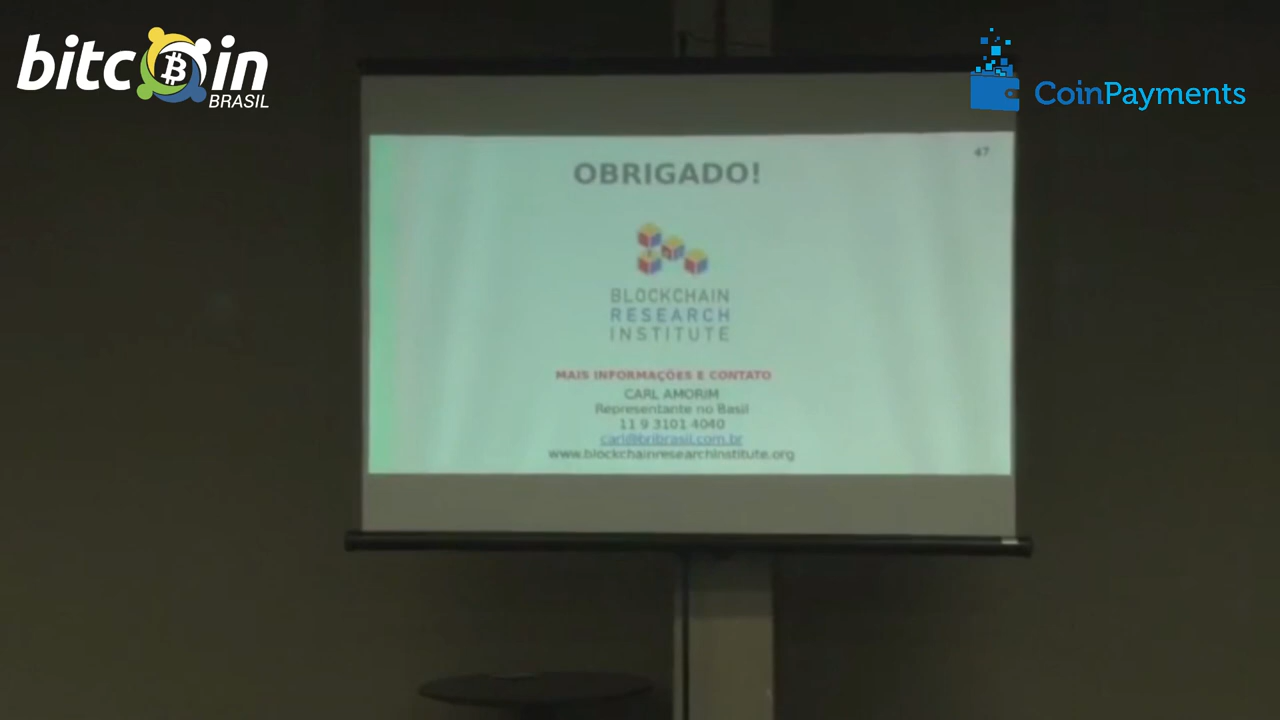 bitcoin
BRASIL
CoinPayments
47
OBRIGADO!
BLOCKCHAIN
RESEARCH
INSTITUTE
MAIS INFORMAÇÕES E CONTATO
CARL AMORIM
Representante no Basil
11 9 3101 4040
carl@bribrasil.com.br
www.blockchainresearchinstitute.org